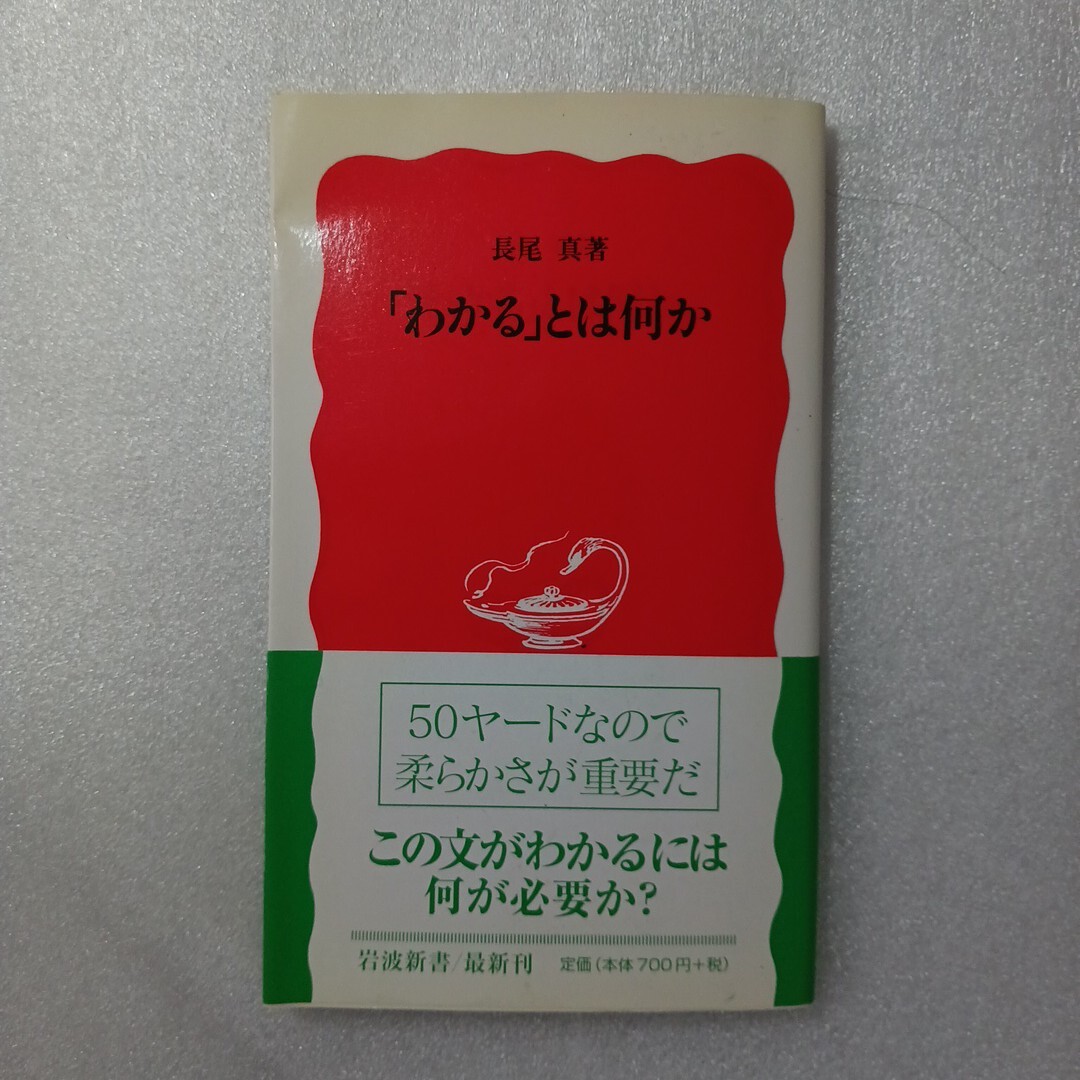 長尾 真著
「わかる」とは何か
50ヤードなので
柔らかさが重要だ
この文がわかるには
何が必要か?
岩波新書/最新刊 定価(本体700円+税)